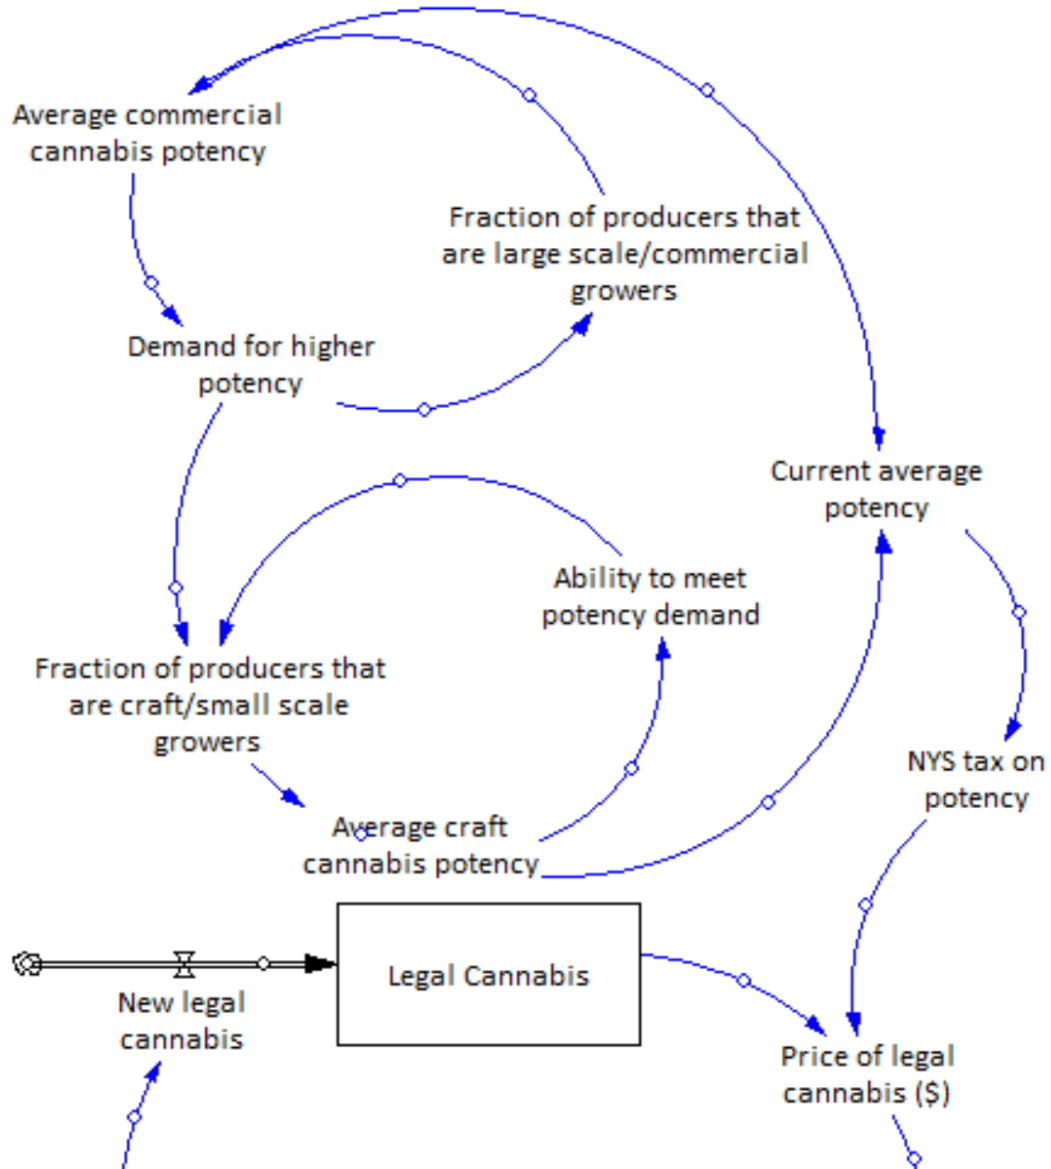 Average commercial
cannabis potency
Fraction of producers that
are large scale/commercial
growers
Demand for higher
potency
Current average
potency
Ability to meet
potency demand
Fraction of producers that
are craft/small scale
growers
NYS tax on
potency
Average craft
cannabis potency
Legal Cannabis
New legal
cannabis
Price of legal
cannabis ($)